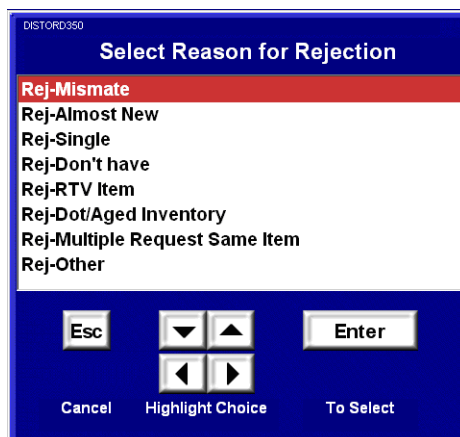 DISTORD350
Select Reason for Rejection
Rej-Mismate
Rej-Almost New
Rej-Single
Rej-Don't have
Rej-RTV Item
Rej-Dot/Aged Inventory
Rej-Multiple Request Same Item
Rej-Other
Esc Enter
Cancel Highlight Choice To Select